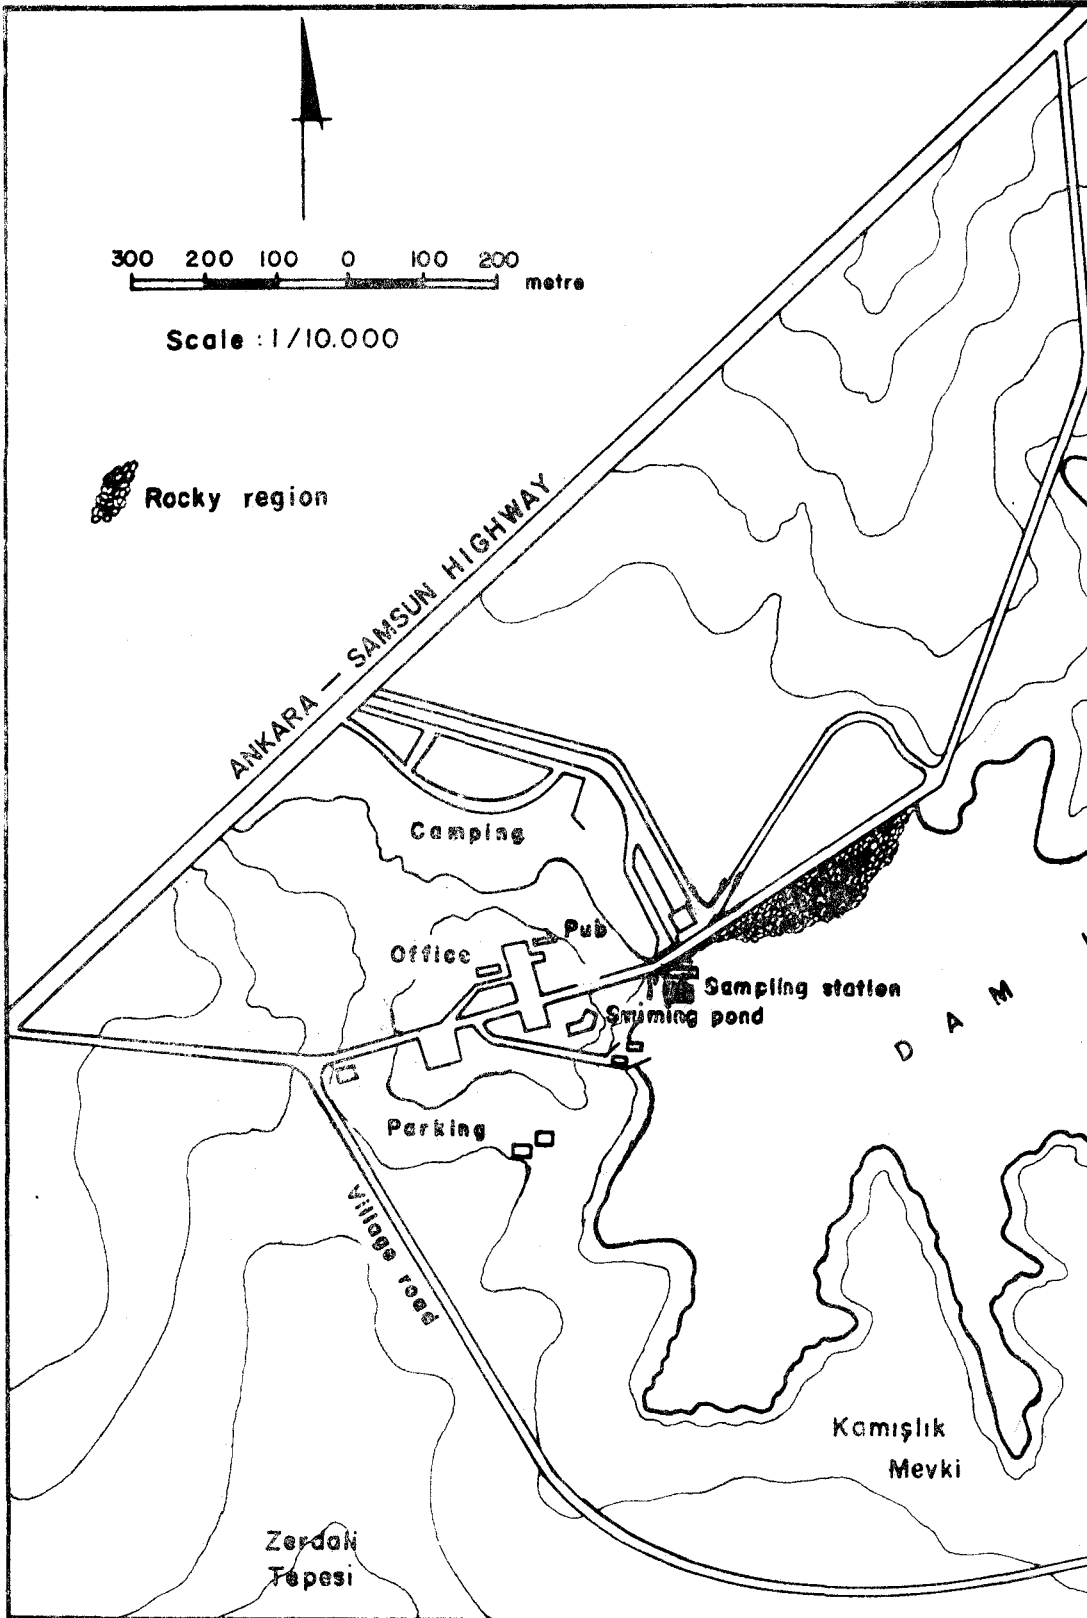 300 200 100 0 100 200 metre
Scale : 1/10.000
Rocky region
ANKARA — SAMSUN HIGHWAY
Camping
Pub
Office
Sampling station
Swiming pond
DAM
Parking
Village road
Kamışlık
Mevki
Zerdali
Tepesi